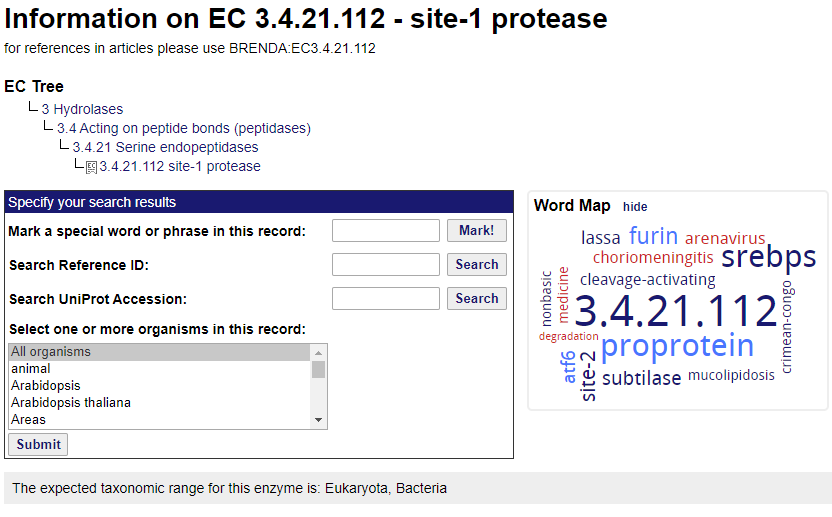 Information on EC 3.4.21.112 - site-1 protease
for references in articles please use BRENDA:EC3.4.21.112
EC Tree
3 Hydrolases
3.4 Acting on peptide bonds (peptidases)
3.4.21 Serine endopeptidases
3.4.21.112 site-1 protease
Specify your search results
Mark a special word or phrase in this record:
Mark!
Search Reference ID:
Search
Search UniProt Accession:
Search
Select one or more organisms in this record:
All organisms
animal
Arabidopsis
Arabidopsis thaliana
Areas
Submit
Word Map hide
lassa
furin
arenavirus
choriomeningitis
srebps
cleavage-activating
nonbasic
medicine
3.4.21.112
crimean-congo
degradation
proprotein
atf6
site-2
subtilase
mucolipidosis
The expected taxonomic range for this enzyme is: Eukaryota, Bacteria